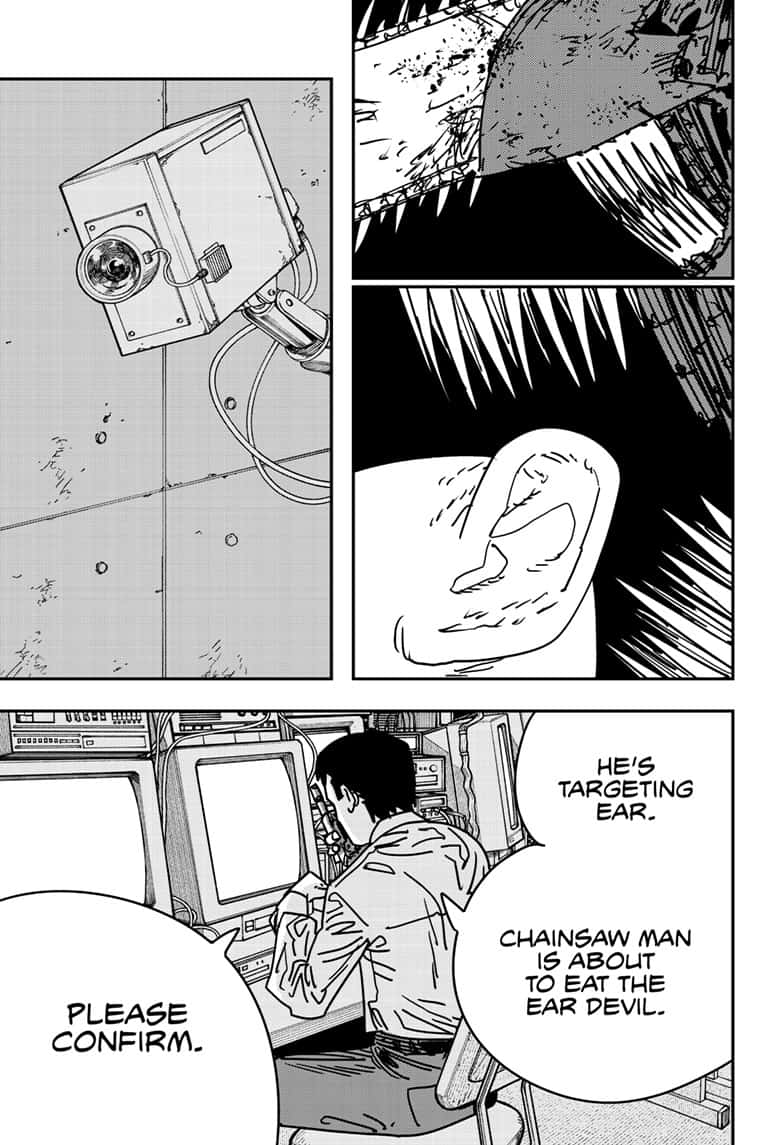 HE'S
TARGETING
EAR.
CHAINSAW MAN
IS ABOUT
TO EAT THE
EAR DEVIL.
PLEASE
CONFIRM.